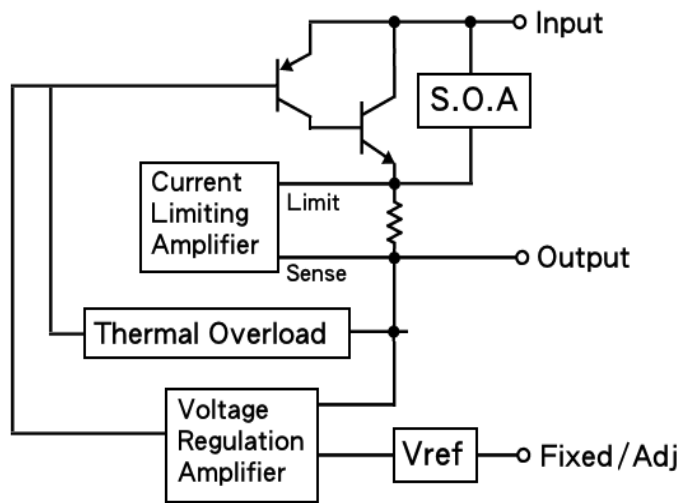 Input
S.O.A
Current
Limiting
Amplifier
Limit
Sense
Output
Thermal Overload
Voltage
Regulation
Amplifier
Vref
Fixed/Adj